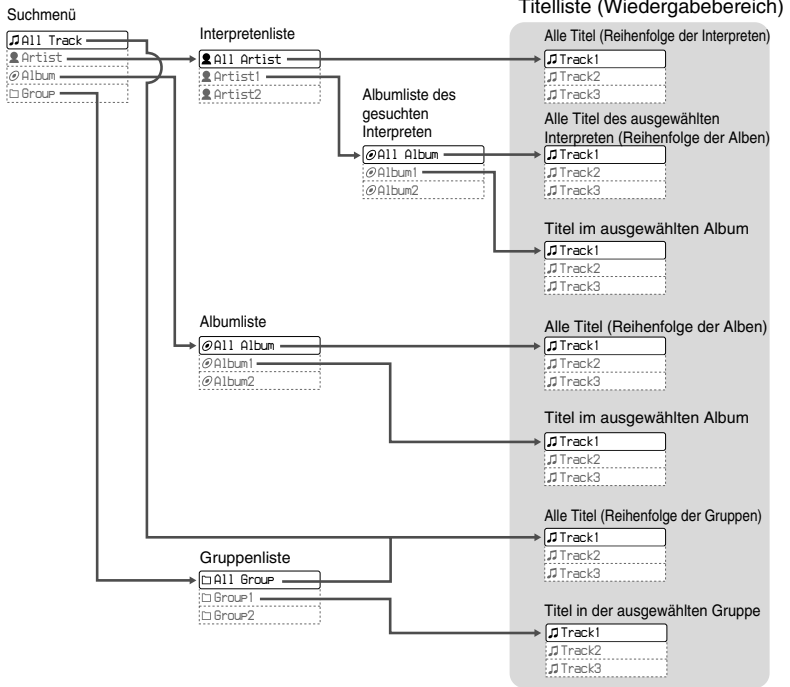 Suchmenü
All Track
Artist
Album
Group
Interpretenliste
All Artist
Artist1
Artist2
Albumliste des
gesuchten
Interpreten
All Album
Album1
Album2
Albumliste
All Album
Album1
Album2
Gruppenliste
All Group
Group1
Group2
Titelliste (Wiedergabebereich)
Alle Titel (Reihenfolge der Interpreten)
Track1
Track2
Track3
Alle Titel des ausgewählten
Interpreten (Reihenfolge der Alben)
Track1
Track2
Track3
Titel im ausgewählten Album
Track1
Track2
Track3
Alle Titel (Reihenfolge der Alben)
Track1
Track2
Track3
Titel im ausgewählten Album
Track1
Track2
Track3
Alle Titel (Reihenfolge der Gruppen)
Track1
Track2
Track3
Titel in der ausgewählten Gruppe
Track1
Track2
Track3